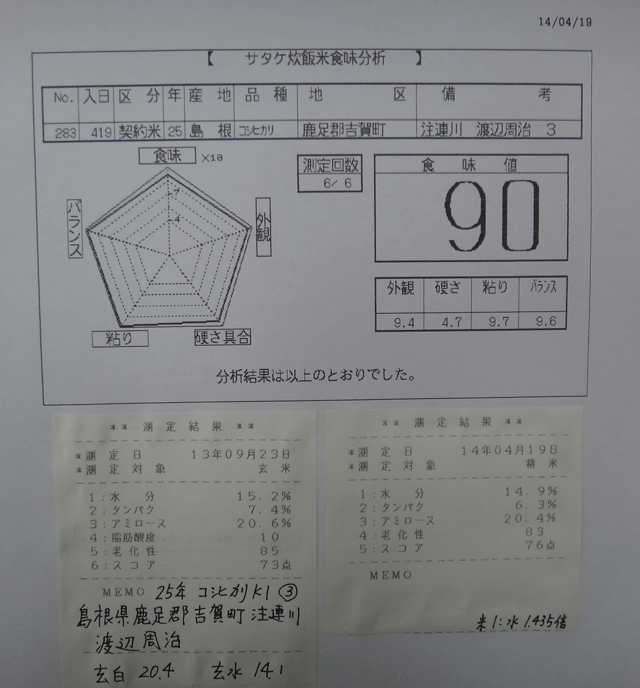 14/04/19
【 サタケ炊飯米食味分析 】
No. 入日 区分 年 産地 品種 地区 備考
283 419 契約米 25 島根 コシヒカリ 鹿足郡吉賀町 注連川 渡辺周治 3
食味 ×10
7
4
外観
硬さ具合
粘り
バランス
測定回数
6/ 6
食味値
90
外観 硬さ 粘り バランス
9.4 4.7 9.7 9.6
分析結果は以上のとおりでした。
** 測定結果 **
*測定日 13年09月23日
*測定対象 玄米
1:水分 15.2%
2:タンパク 7.4%
3:アミロース 20.6%
4:脂肪酸度 10
5:老化性 85
6:スコア 73点
MEMO 25年 コシヒカリK1 ③
島根県鹿足郡吉賀町注連川
渡辺周治
玄白 20.4 玄水 14.1
** 測定結果 **
*測定日 14年04月19日
*測定対象 精米
1:水分 14.9%
2:タンパク 6.3%
3:アミロース 20.4%
4:老化性 83
5:スコア 76点
MEMO
米1:水1.435倍